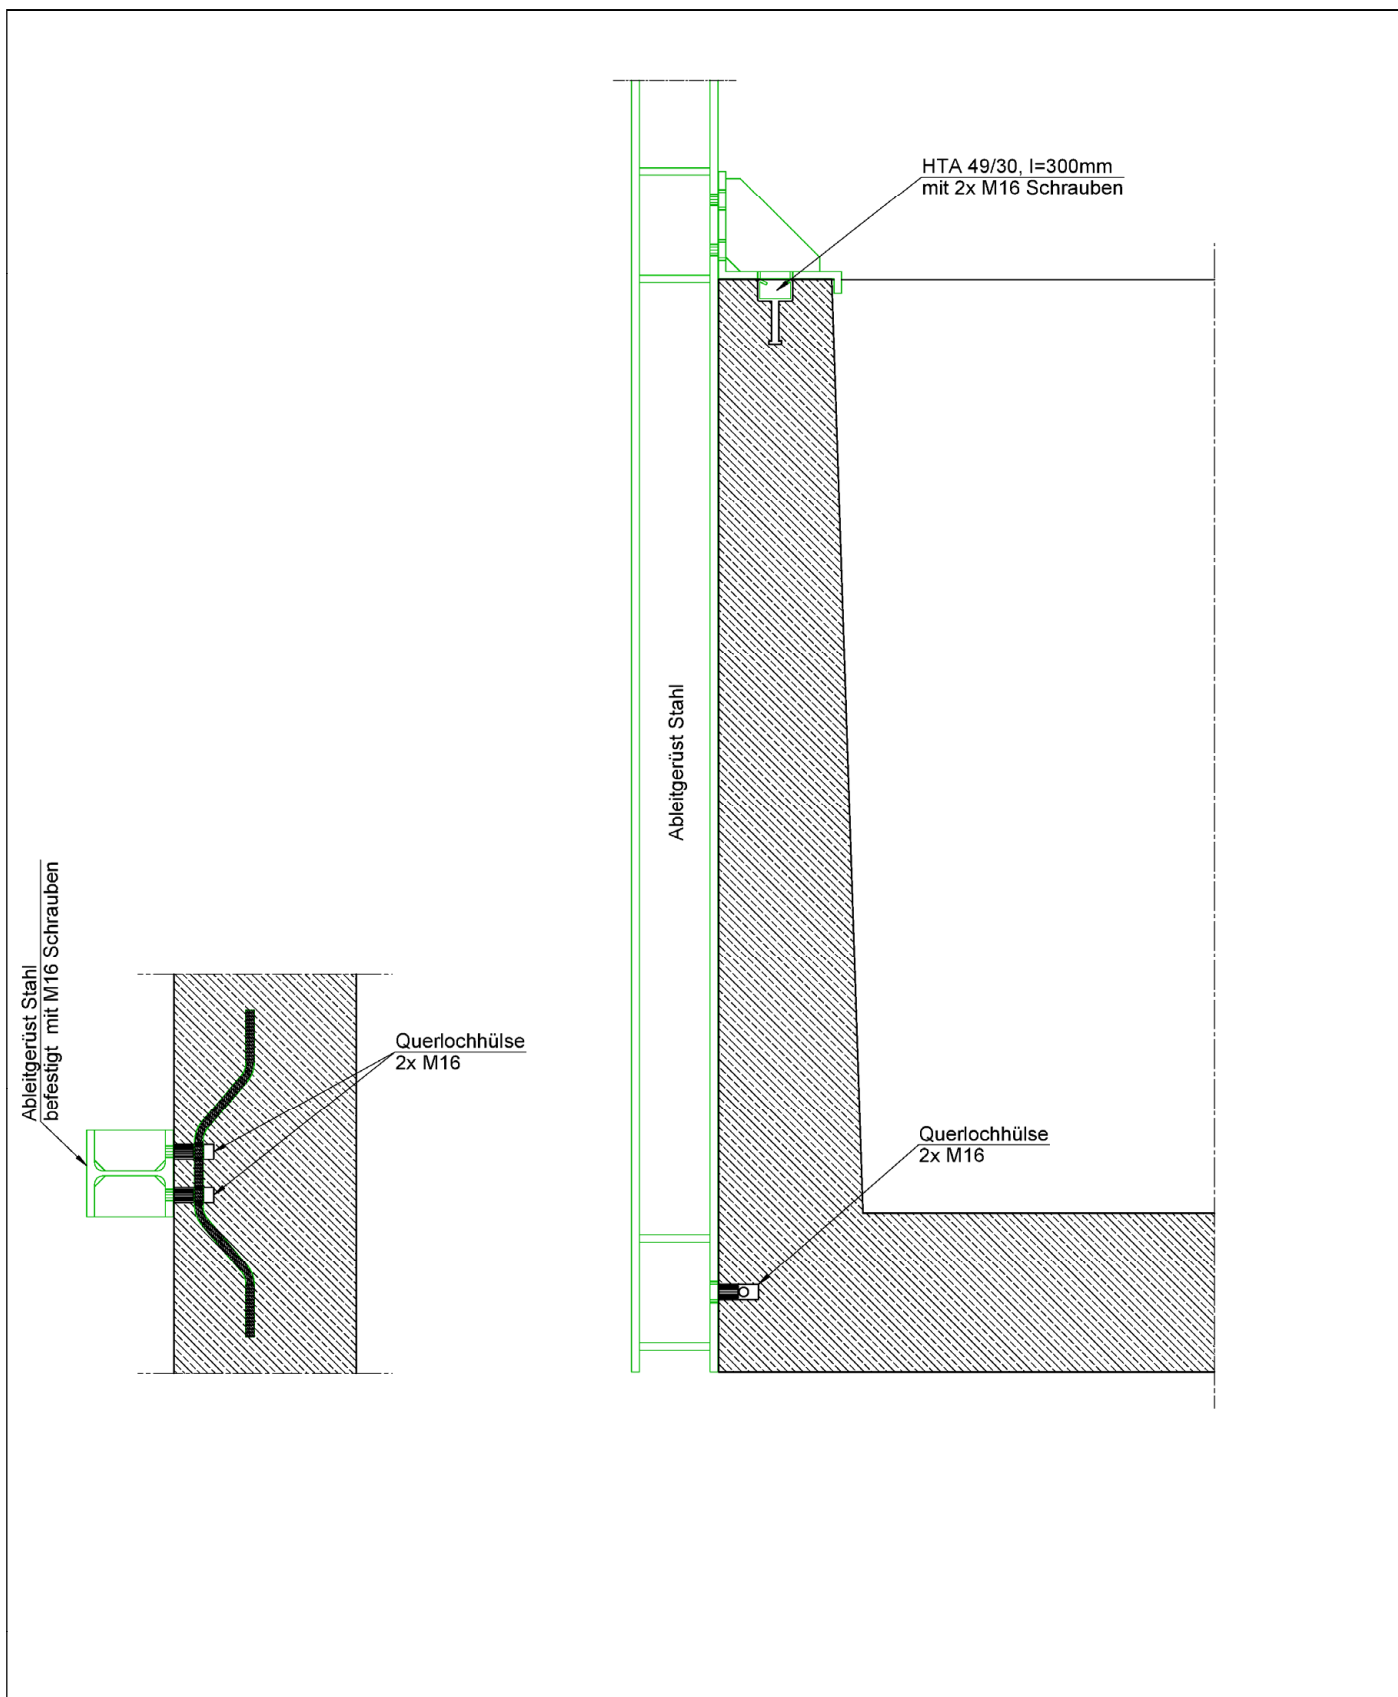 HTA 49/30, l=300mm
mit 2x M16 Schrauben
Ableitgerüst Stahl
Ableitgerüst Stahl
befestigt mit M16 Schrauben
Querlochhülse
2x M16
Querlochhülse
2x M16